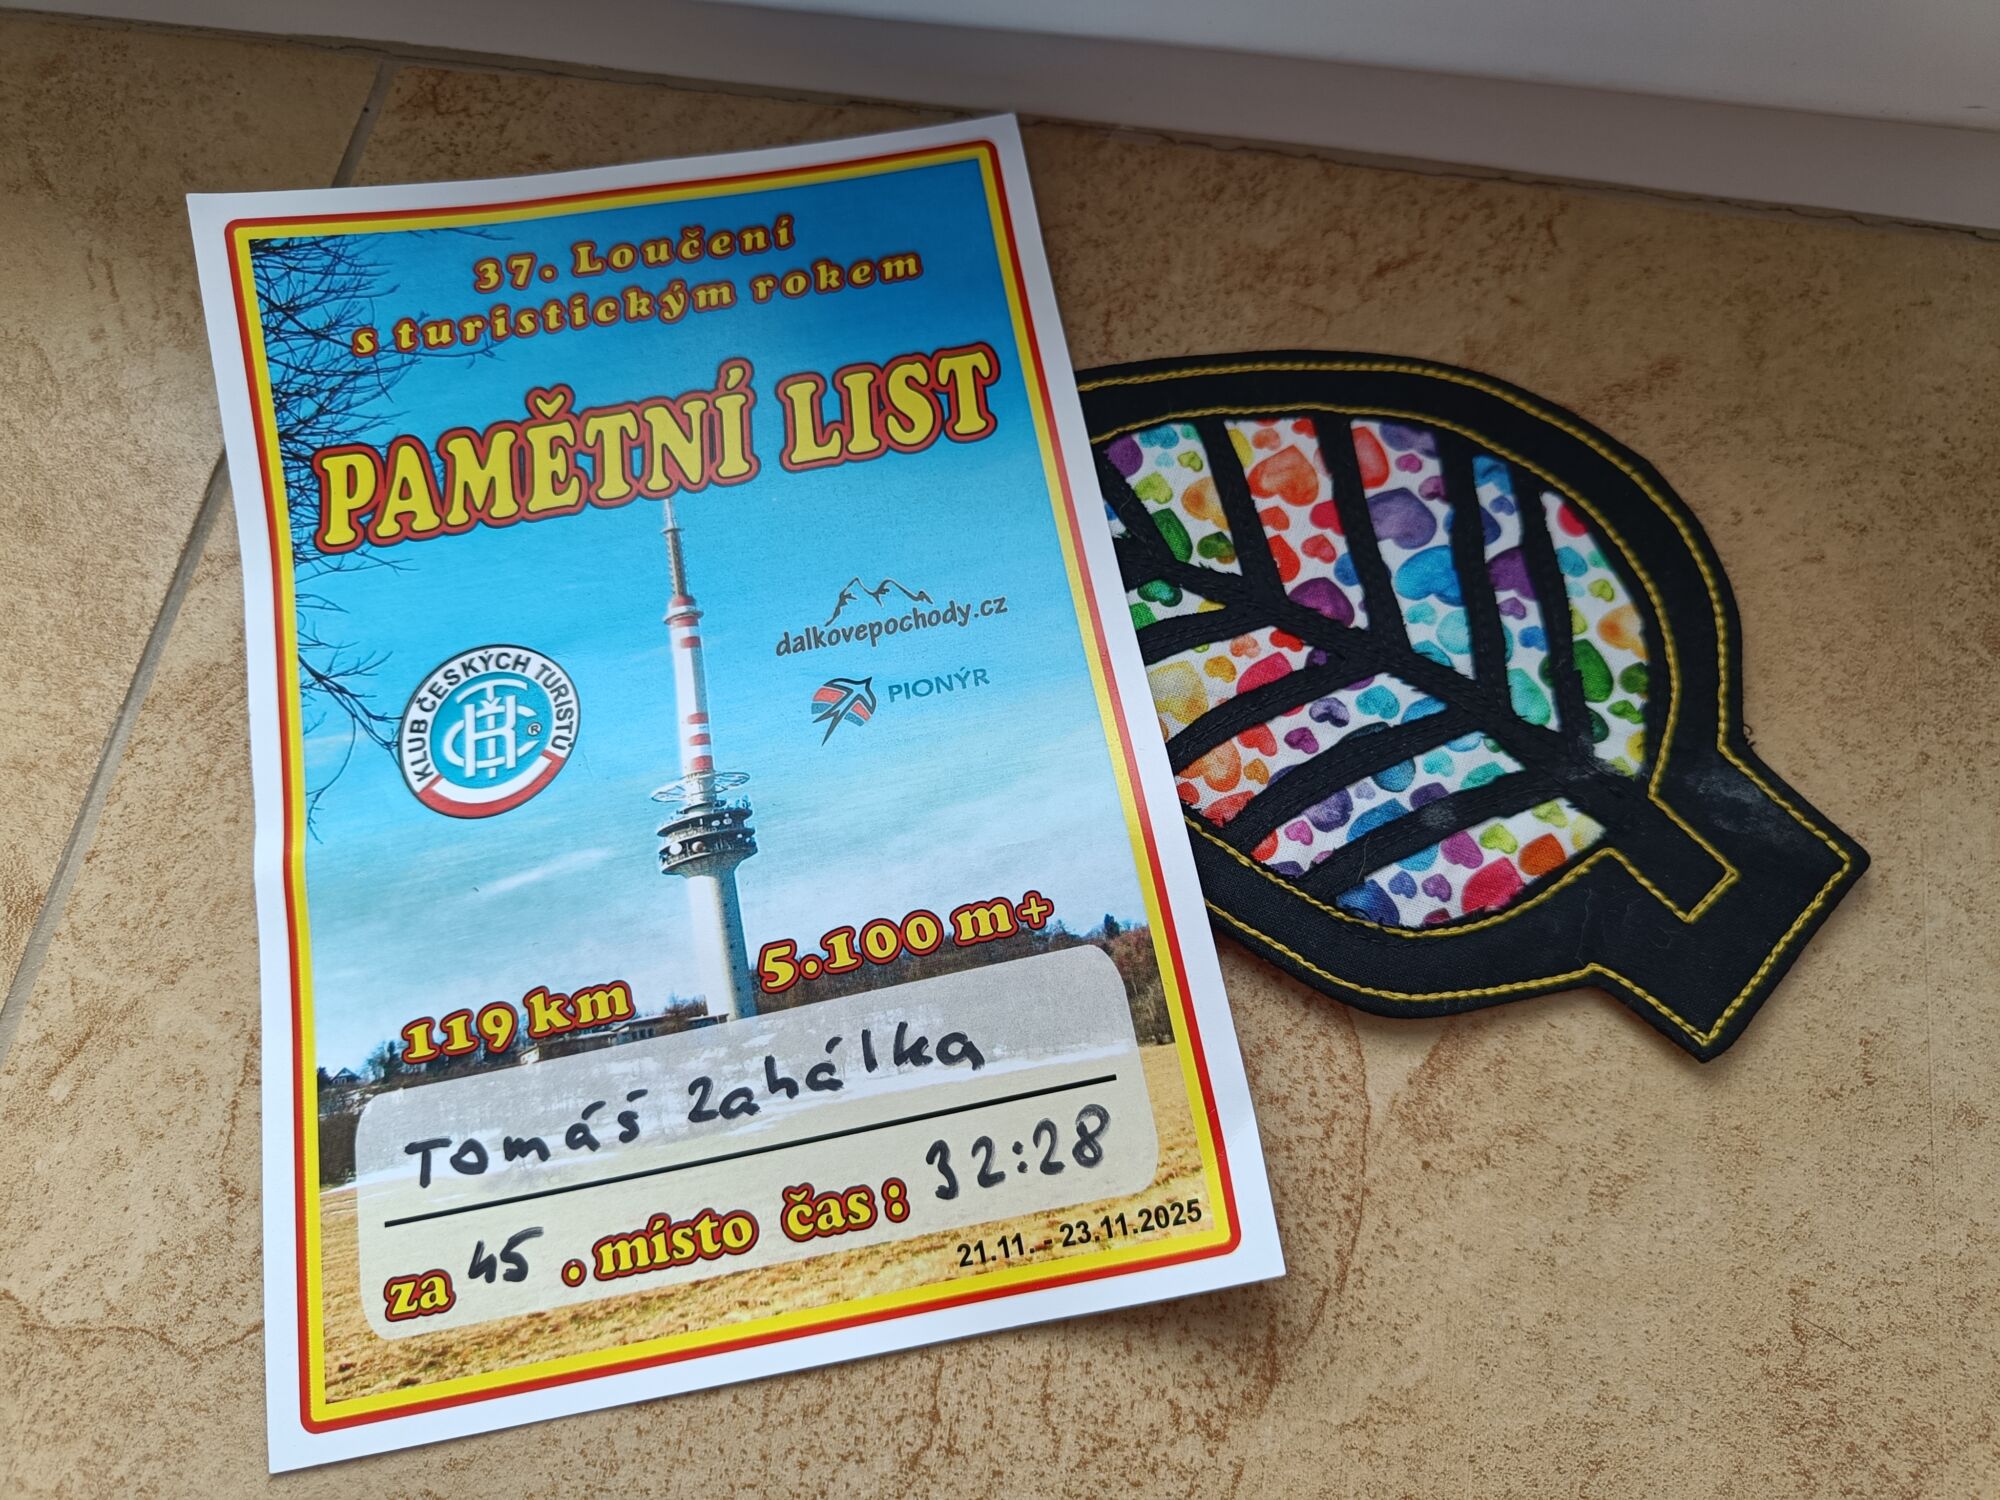 37. Loučení
s turistickým rokem
PAMĚTNÍ LIST
dalkovepochody.cz
PIONÝR
KLUB ČESKÝCH TURISTŮ
KČT ®
119 km
5.100 m+
Tomáš Zahálka
za 45. místo čas: 32:28
21.11. - 23.11.2025